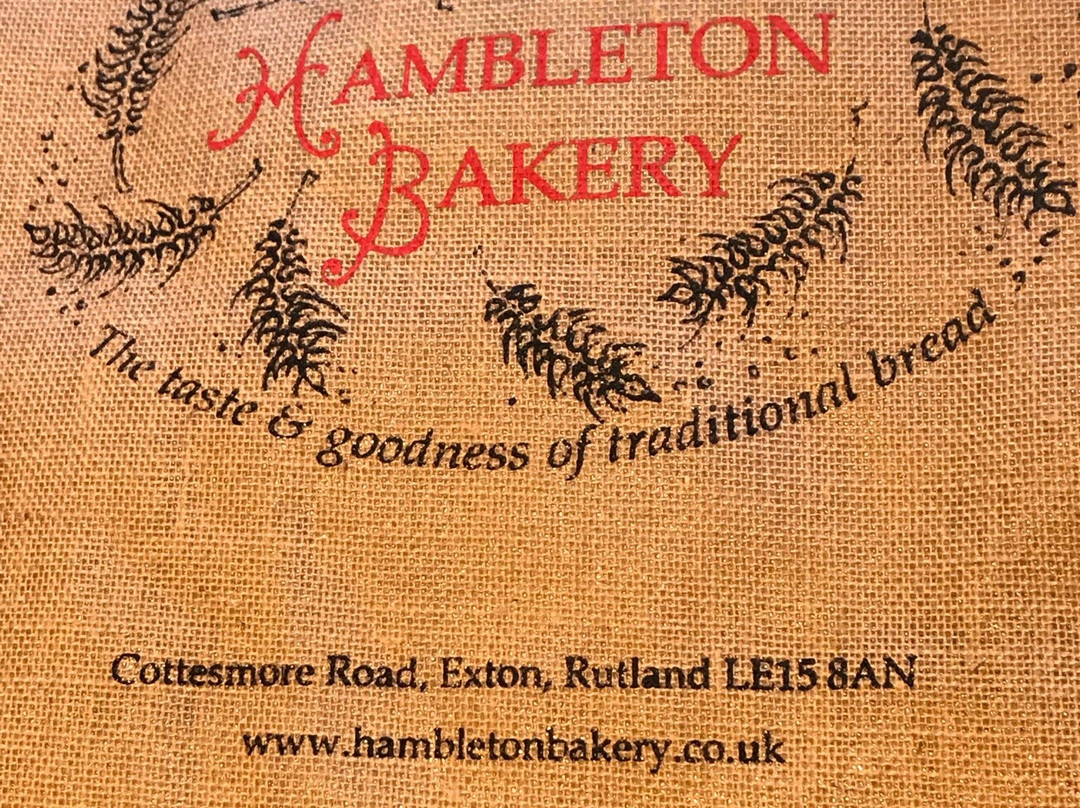 HAMBLETON
BAKERY
The taste & goodness of traditional bread
Cottesmore Road, Exton, Rutland LE15 8AN
www.hambletonbakery.co.uk